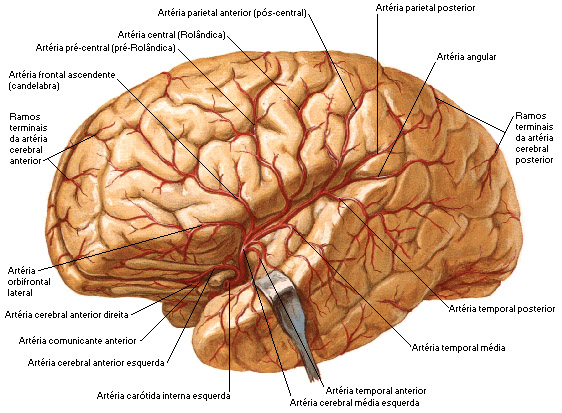 Artéria parietal posterior
Artéria parietal anterior (pós-central)
Artéria central (Rolândica)
Artéria pré-central (pré-Rolândica)
Artéria angular
Artéria frontal ascendente
(candelabra)
Ramos
terminais
da artéria
cerebral
anterior
Ramos
terminais
da artéria
cerebral
posterior
Artéria
orbifrontal
lateral
Artéria cerebral anterior direita
Artéria temporal posterior
Artéria comunicante anterior
Artéria temporal média
Artéria cerebral anterior esquerda
Artéria carótida interna esquerda
Artéria temporal anterior
Artéria cerebral média esquerda